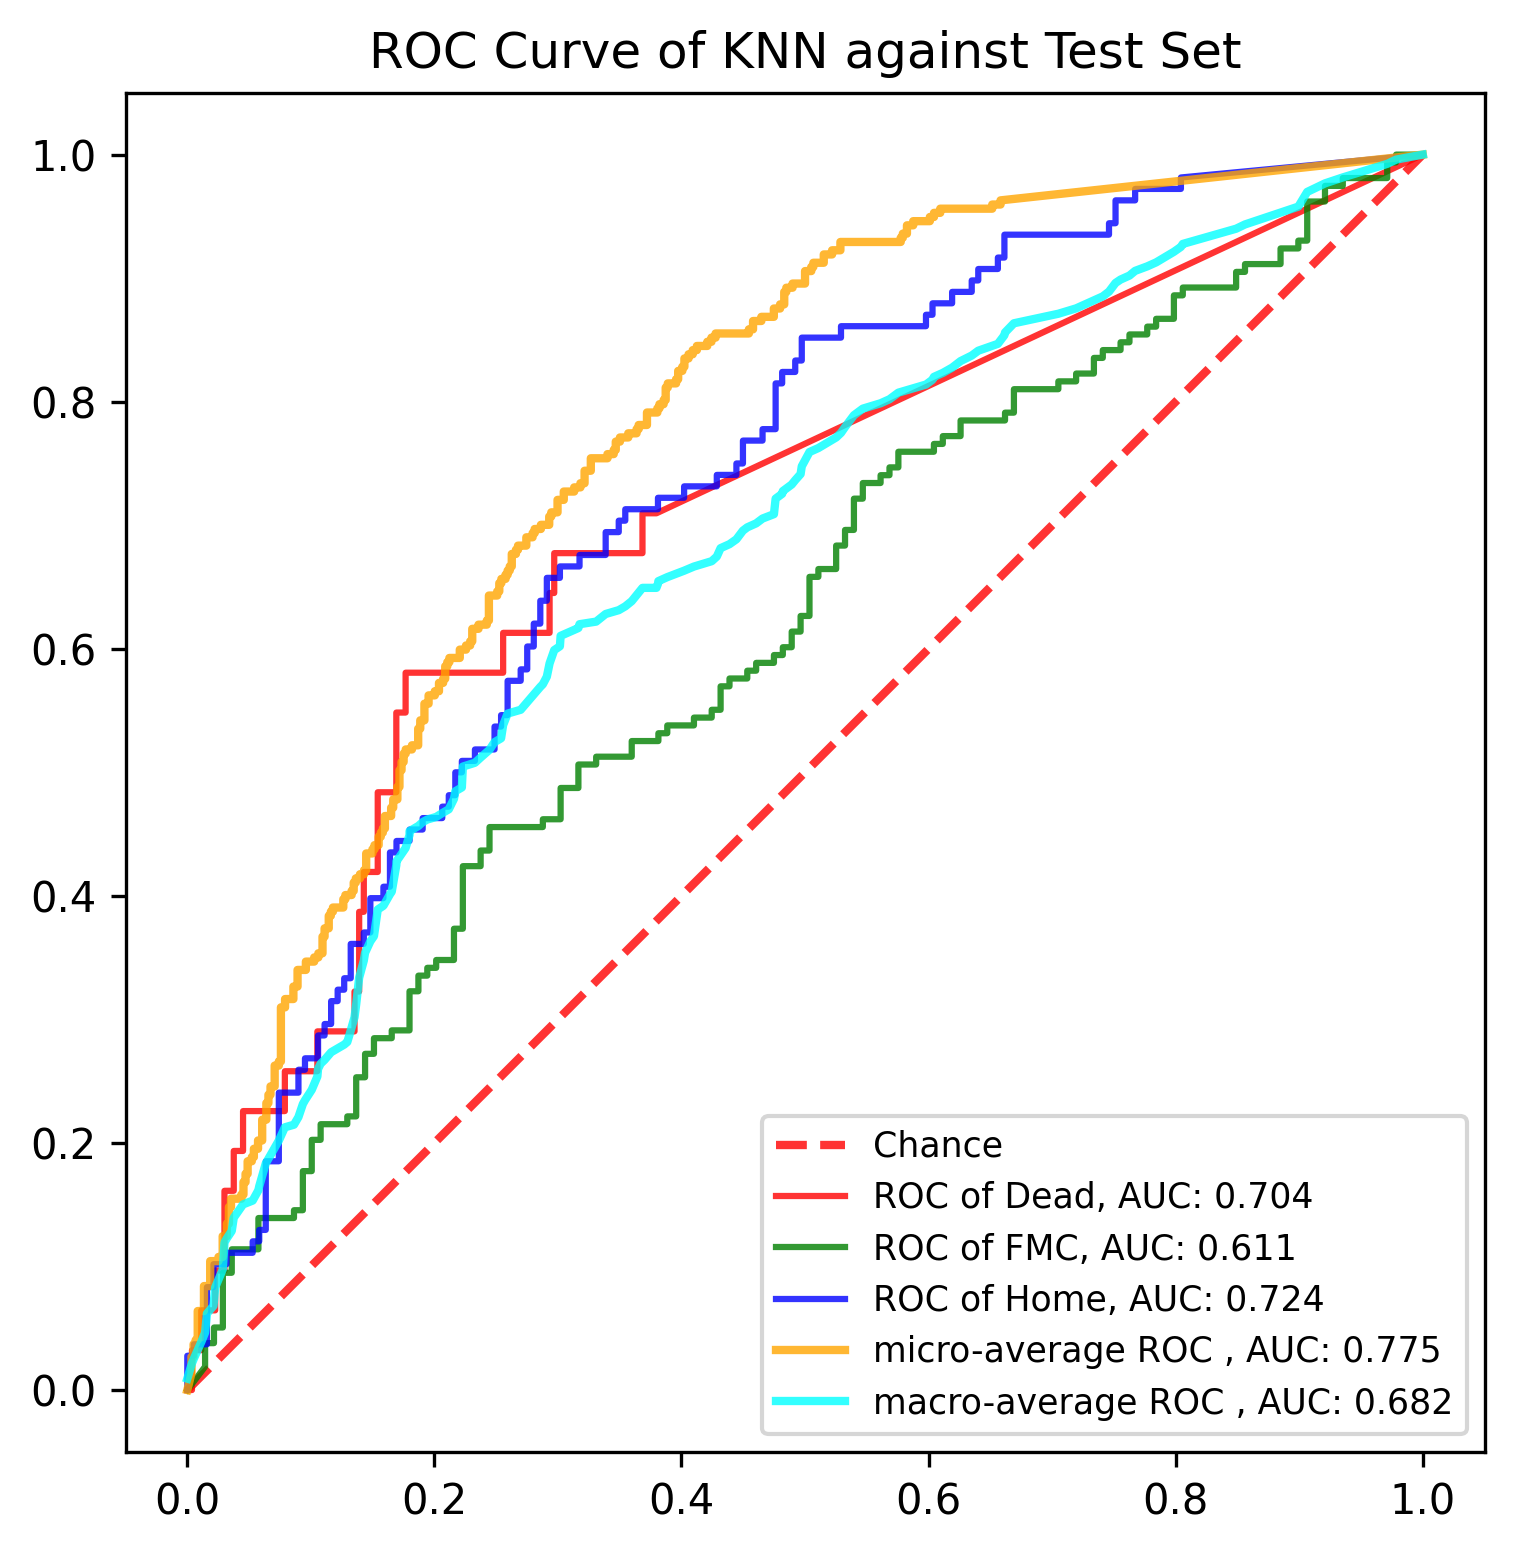 ROC Curve of KNN against Test Set
1.0
0.8
0.6
0.4
0.2
0.0
Chance
ROC of Dead, AUC: 0.704
ROC of FMC, AUC: 0.611
ROC of Home, AUC: 0.724
micro-average ROC , AUC: 0.775
macro-average ROC , AUC: 0.682
0.0 0.2 0.4 0.6 0.8 1.0